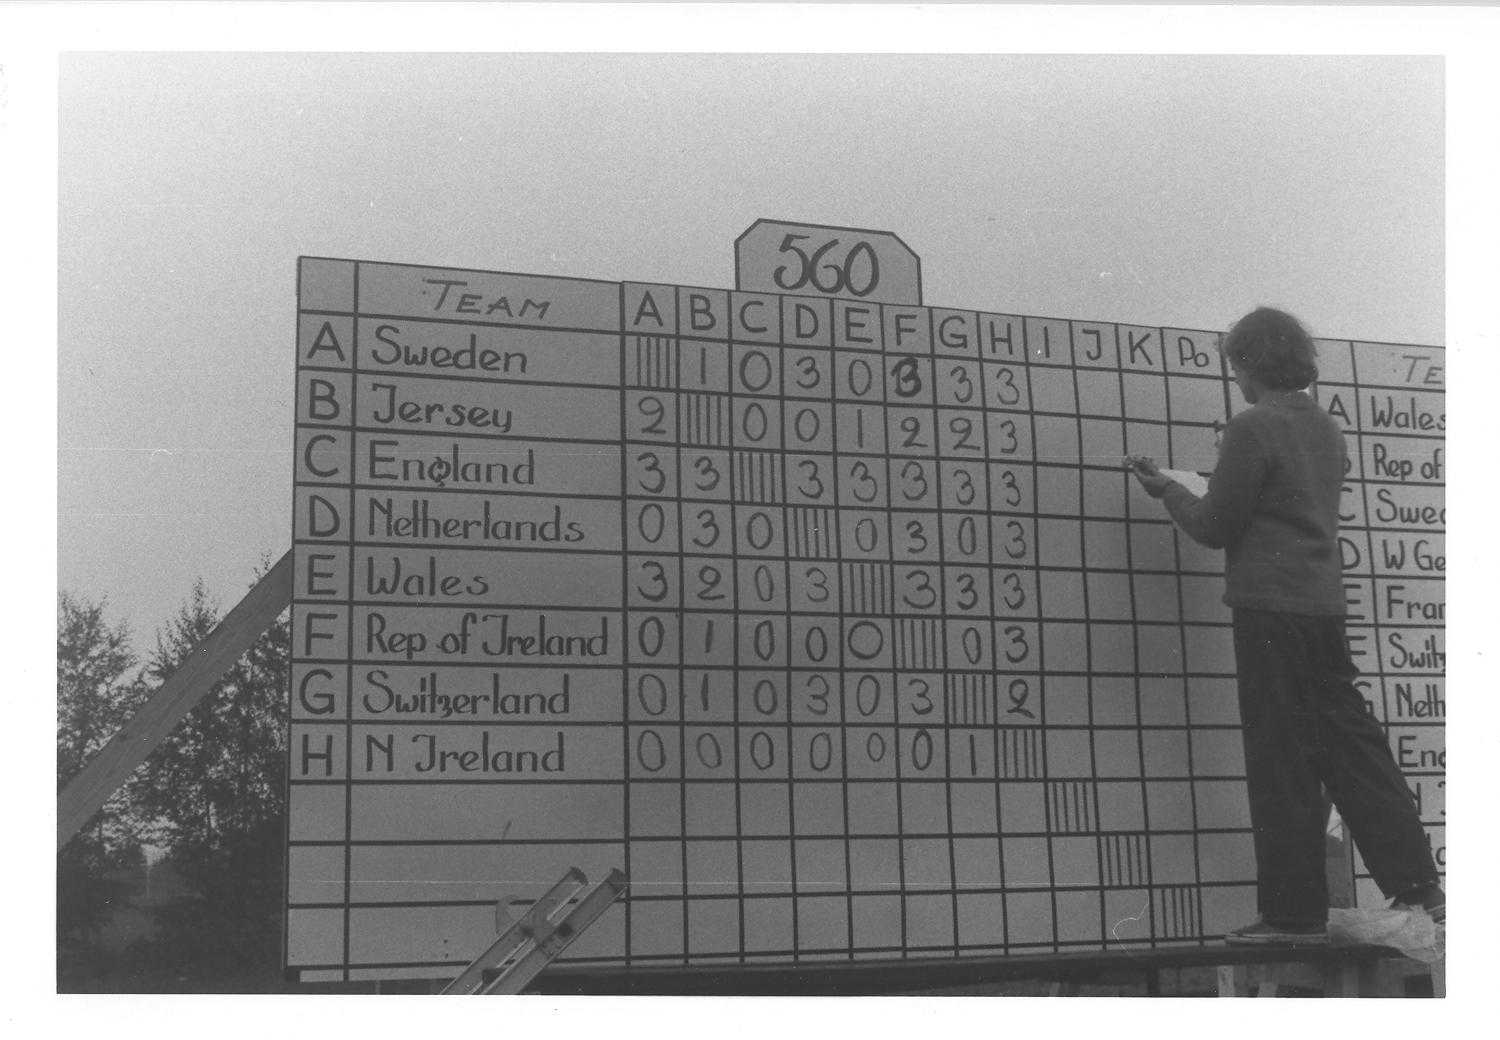 560
TEAM A B C D E F G H I J K Po TE
A Sweden 1 0 3 0 3 3 3
B Jersey 2 0 0 1 2 2 3
C England 3 3 3 3 3 3 3
D Netherlands 0 3 0 0 3 0 3
E Wales 3 2 0 3 3 3 3
F Rep of Ireland 0 1 0 0 0 0 3
G Switzerland 0 1 0 3 0 3 2
H N Ireland 0 0 0 0 0 0 1
A Wales
Rep of
C Swed
D W Ge
E Fran
F Switz
G Neth
Eng